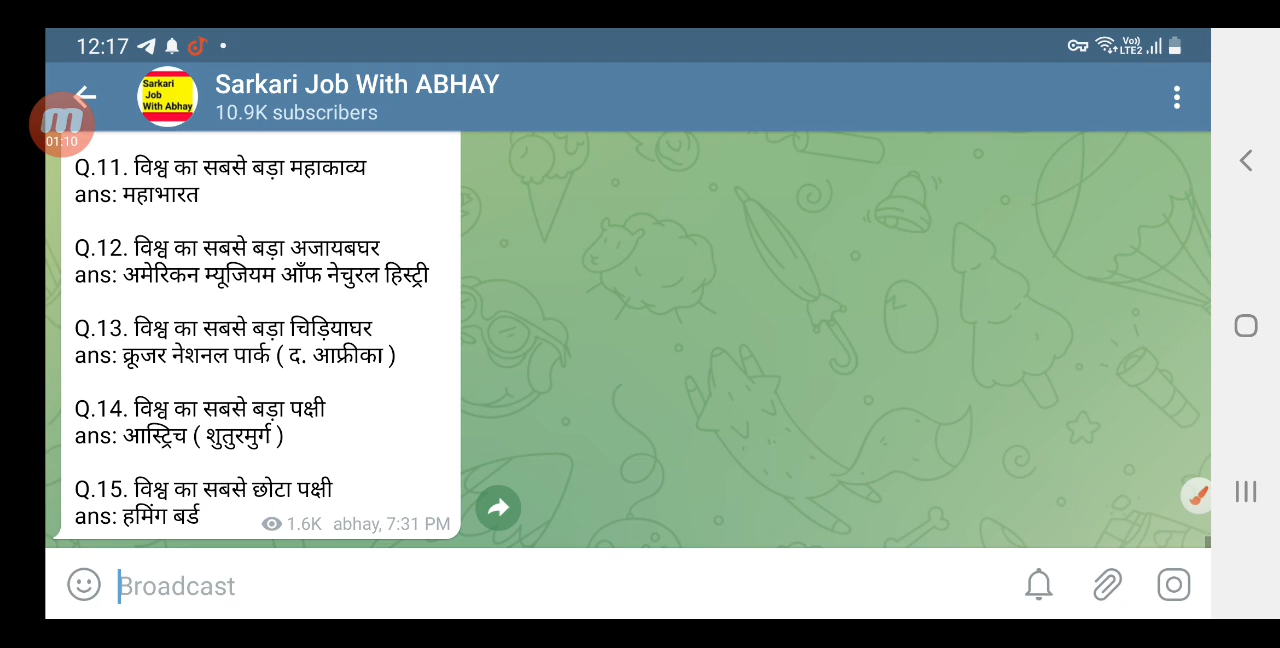 12:17
Vo))
LTE2
Sarkari
Job
With Abhay
Sarkari Job With ABHAY
10.9K subscribers
m
01:10
Q.11. विश्व का सबसे बड़ा महाकाव्य
ans: महाभारत
Q.12. विश्व का सबसे बड़ा अजायबघर
ans: अमेरिकन म्यूजियम ऑफ नेचुरल हिस्ट्री
Q.13. विश्व का सबसे बड़ा चिड़ियाघर
ans: क्रूजर नेशनल पार्क ( द. आफ्रीका )
Q.14. विश्व का सबसे बड़ा पक्षी
ans: आस्ट्रिच ( शुतुरमुर्ग )
Q.15. विश्व का सबसे छोटा पक्षी
ans: हमिंग बर्ड
1.6K abhay, 7:31 PM
Broadcast